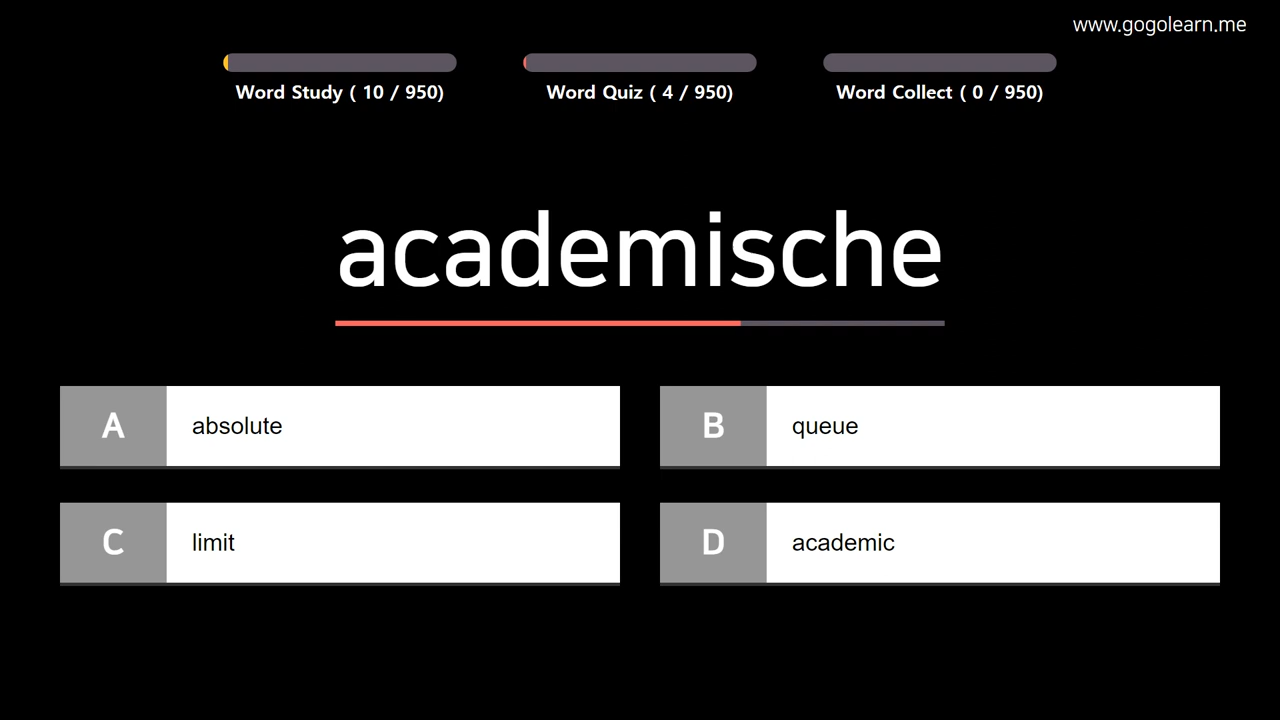 www.gogolearn.me
Word Study ( 10 / 950)
Word Quiz ( 4 / 950)
Word Collect ( 0 / 950)
academische
A absolute
B queue
C limit
D academic